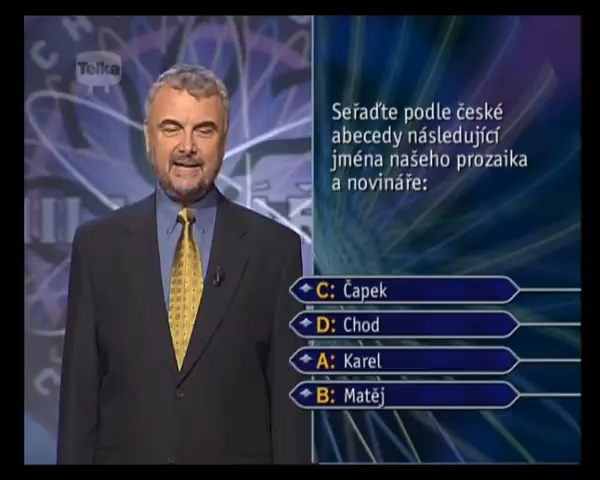 Telka
Seřaďte podle české
abecedy následující
jména našeho prozaika
a novináře:
C: Čapek
D: Chod
A: Karel
B: Matěj